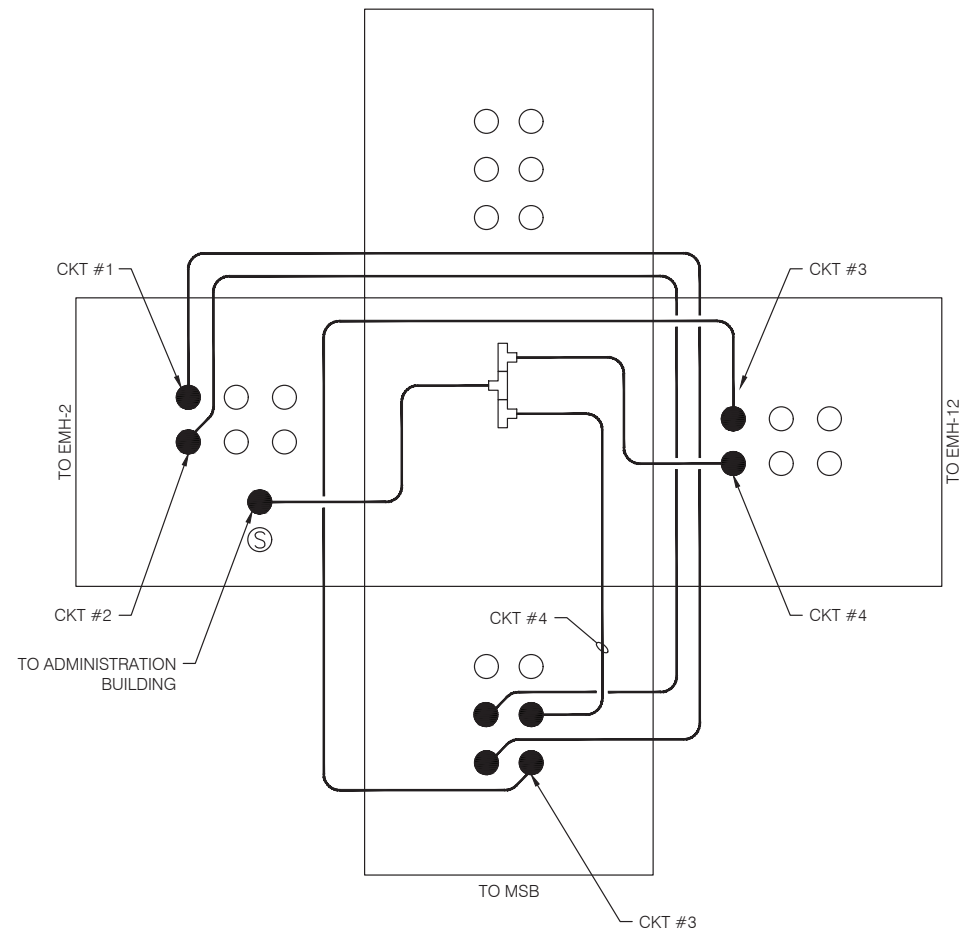 CKT #1
CKT #3
TO EMH-2
TO EMH-12
S
CKT #2
CKT #4
CKT #4
TO ADMINISTRATION
BUILDING
TO MSB
CKT #3